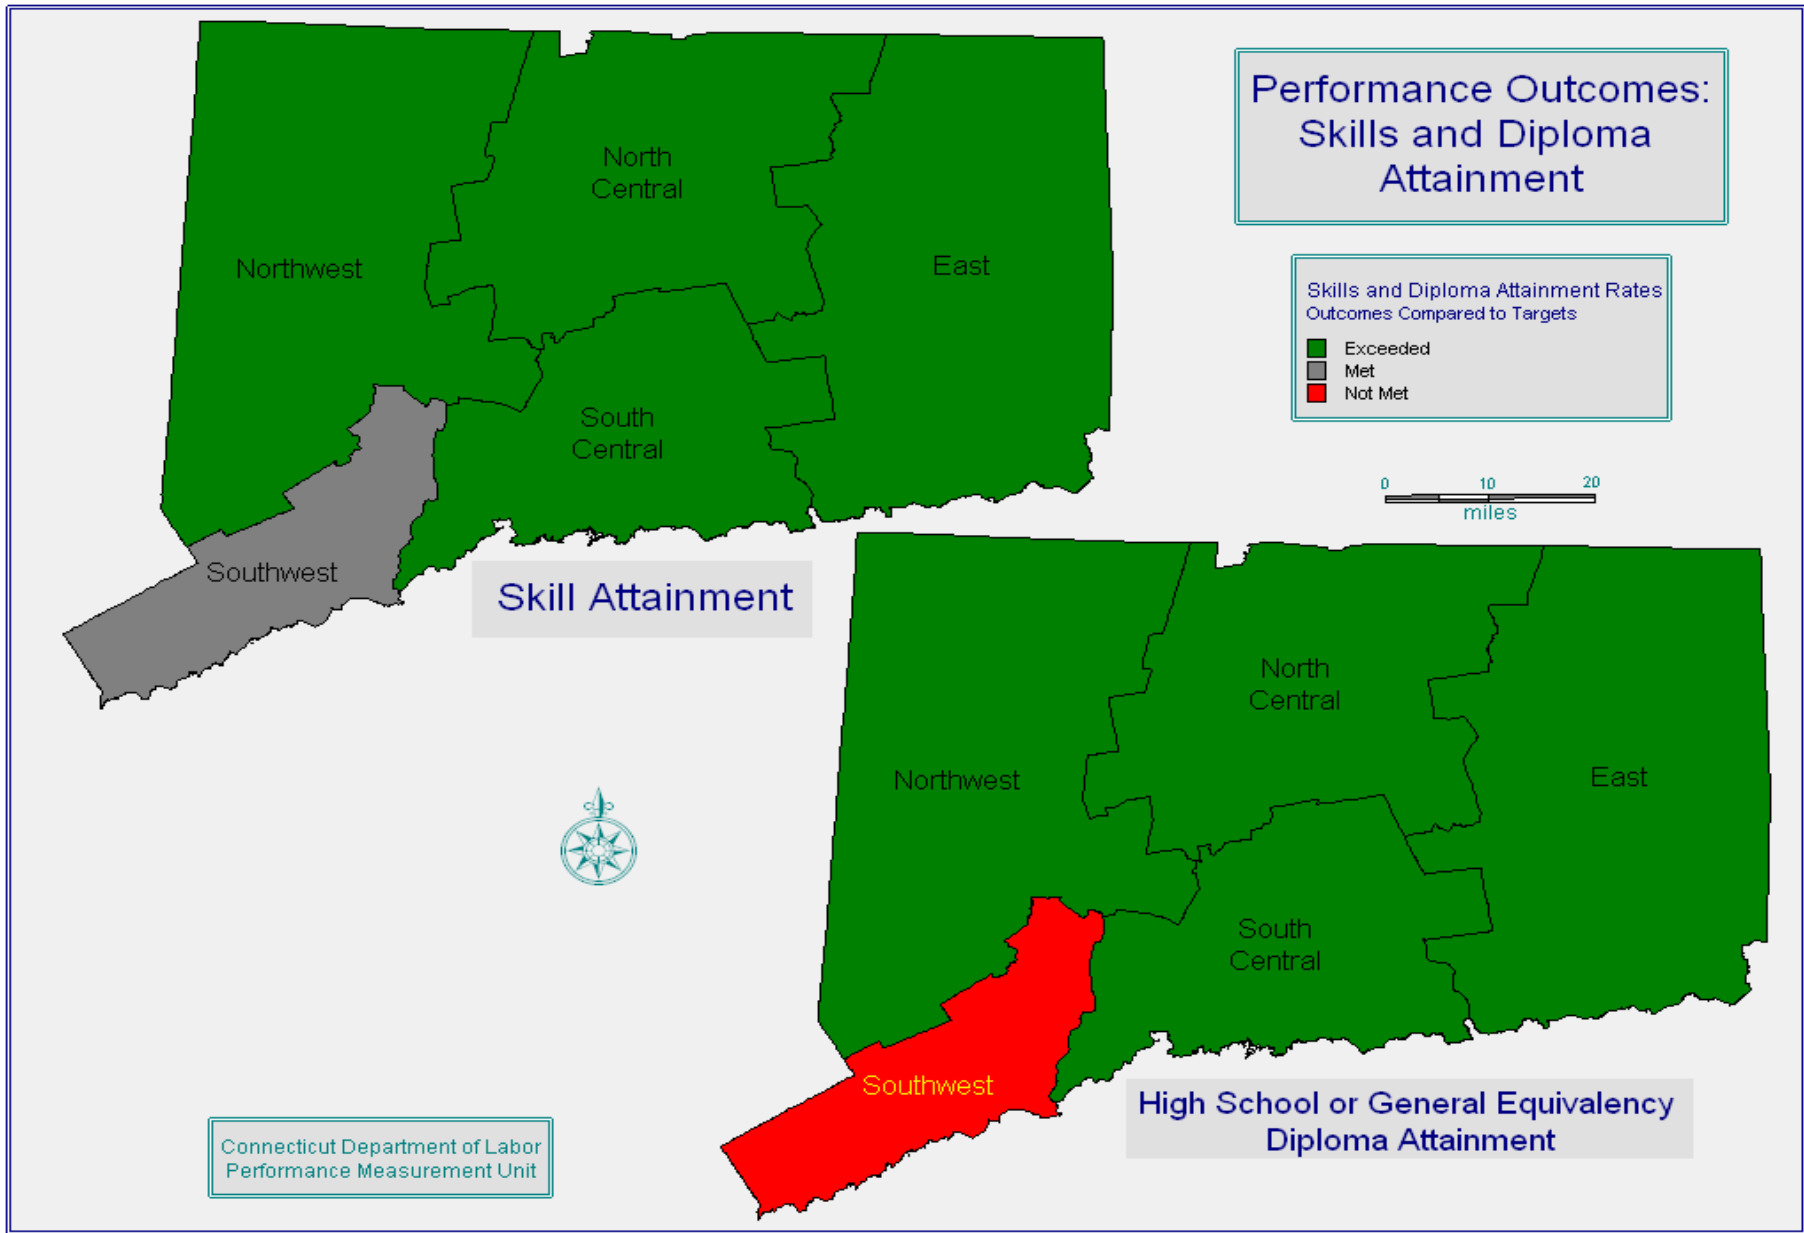 Performance Outcomes:
Skills and Diploma
Attainment
Skills and Diploma Attainment Rates
Outcomes Compared to Targets
Exceeded
Met
Not Met
0 10 20
miles
North
Central
Northwest
East
South
Central
Southwest
Skill Attainment
North
Central
Northwest
East
South
Central
Southwest
High School or General Equivalency
Diploma Attainment
Connecticut Department of Labor
Performance Measurement Unit